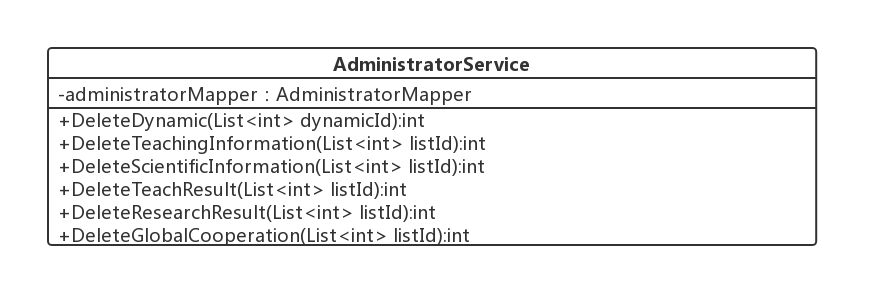 AdministratorService
-administratorMapper : AdministratorMapper
+DeleteDynamic(List<int> dynamicId):int
+DeleteTeachingInformation(List<int> listId):int
+DeleteScientificInformation(List<int> listId):int
+DeleteTeachResult(List<int> listId):int
+DeleteResearchResult(List<int> listId):int
+DeleteGlobalCooperation(List<int> listId):int